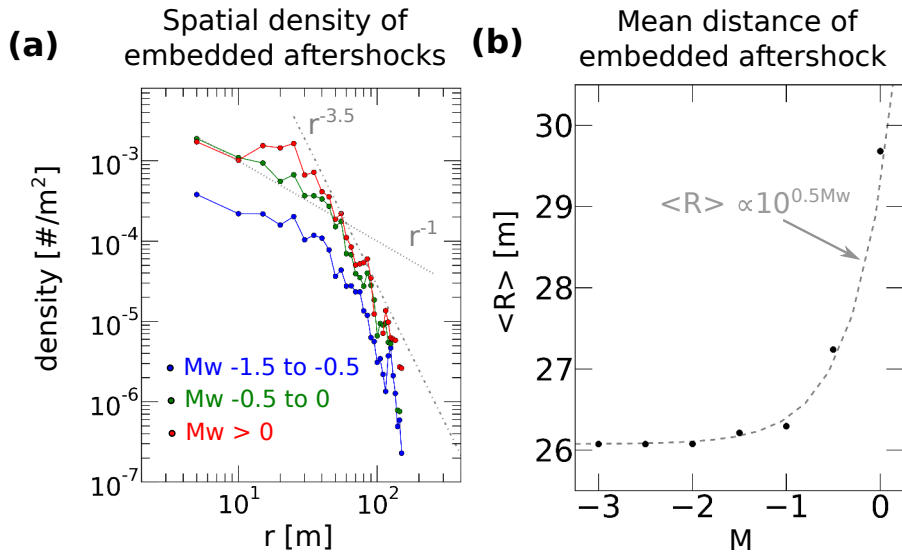 (a)
Spatial density of
embedded aftershocks
density [#/m²]
10⁻³
10⁻⁴
10⁻⁵
10⁻⁶
10⁻⁷
r⁻³·⁵
r⁻¹
Mw -1.5 to -0.5
Mw -0.5 to 0
Mw > 0
10¹
10²
r [m]
(b)
Mean distance of
embedded aftershock
<R> [m]
30
29
28
27
26
<R> ∝10⁰·⁵ᴹʷ
−3
−2
−1
0
M